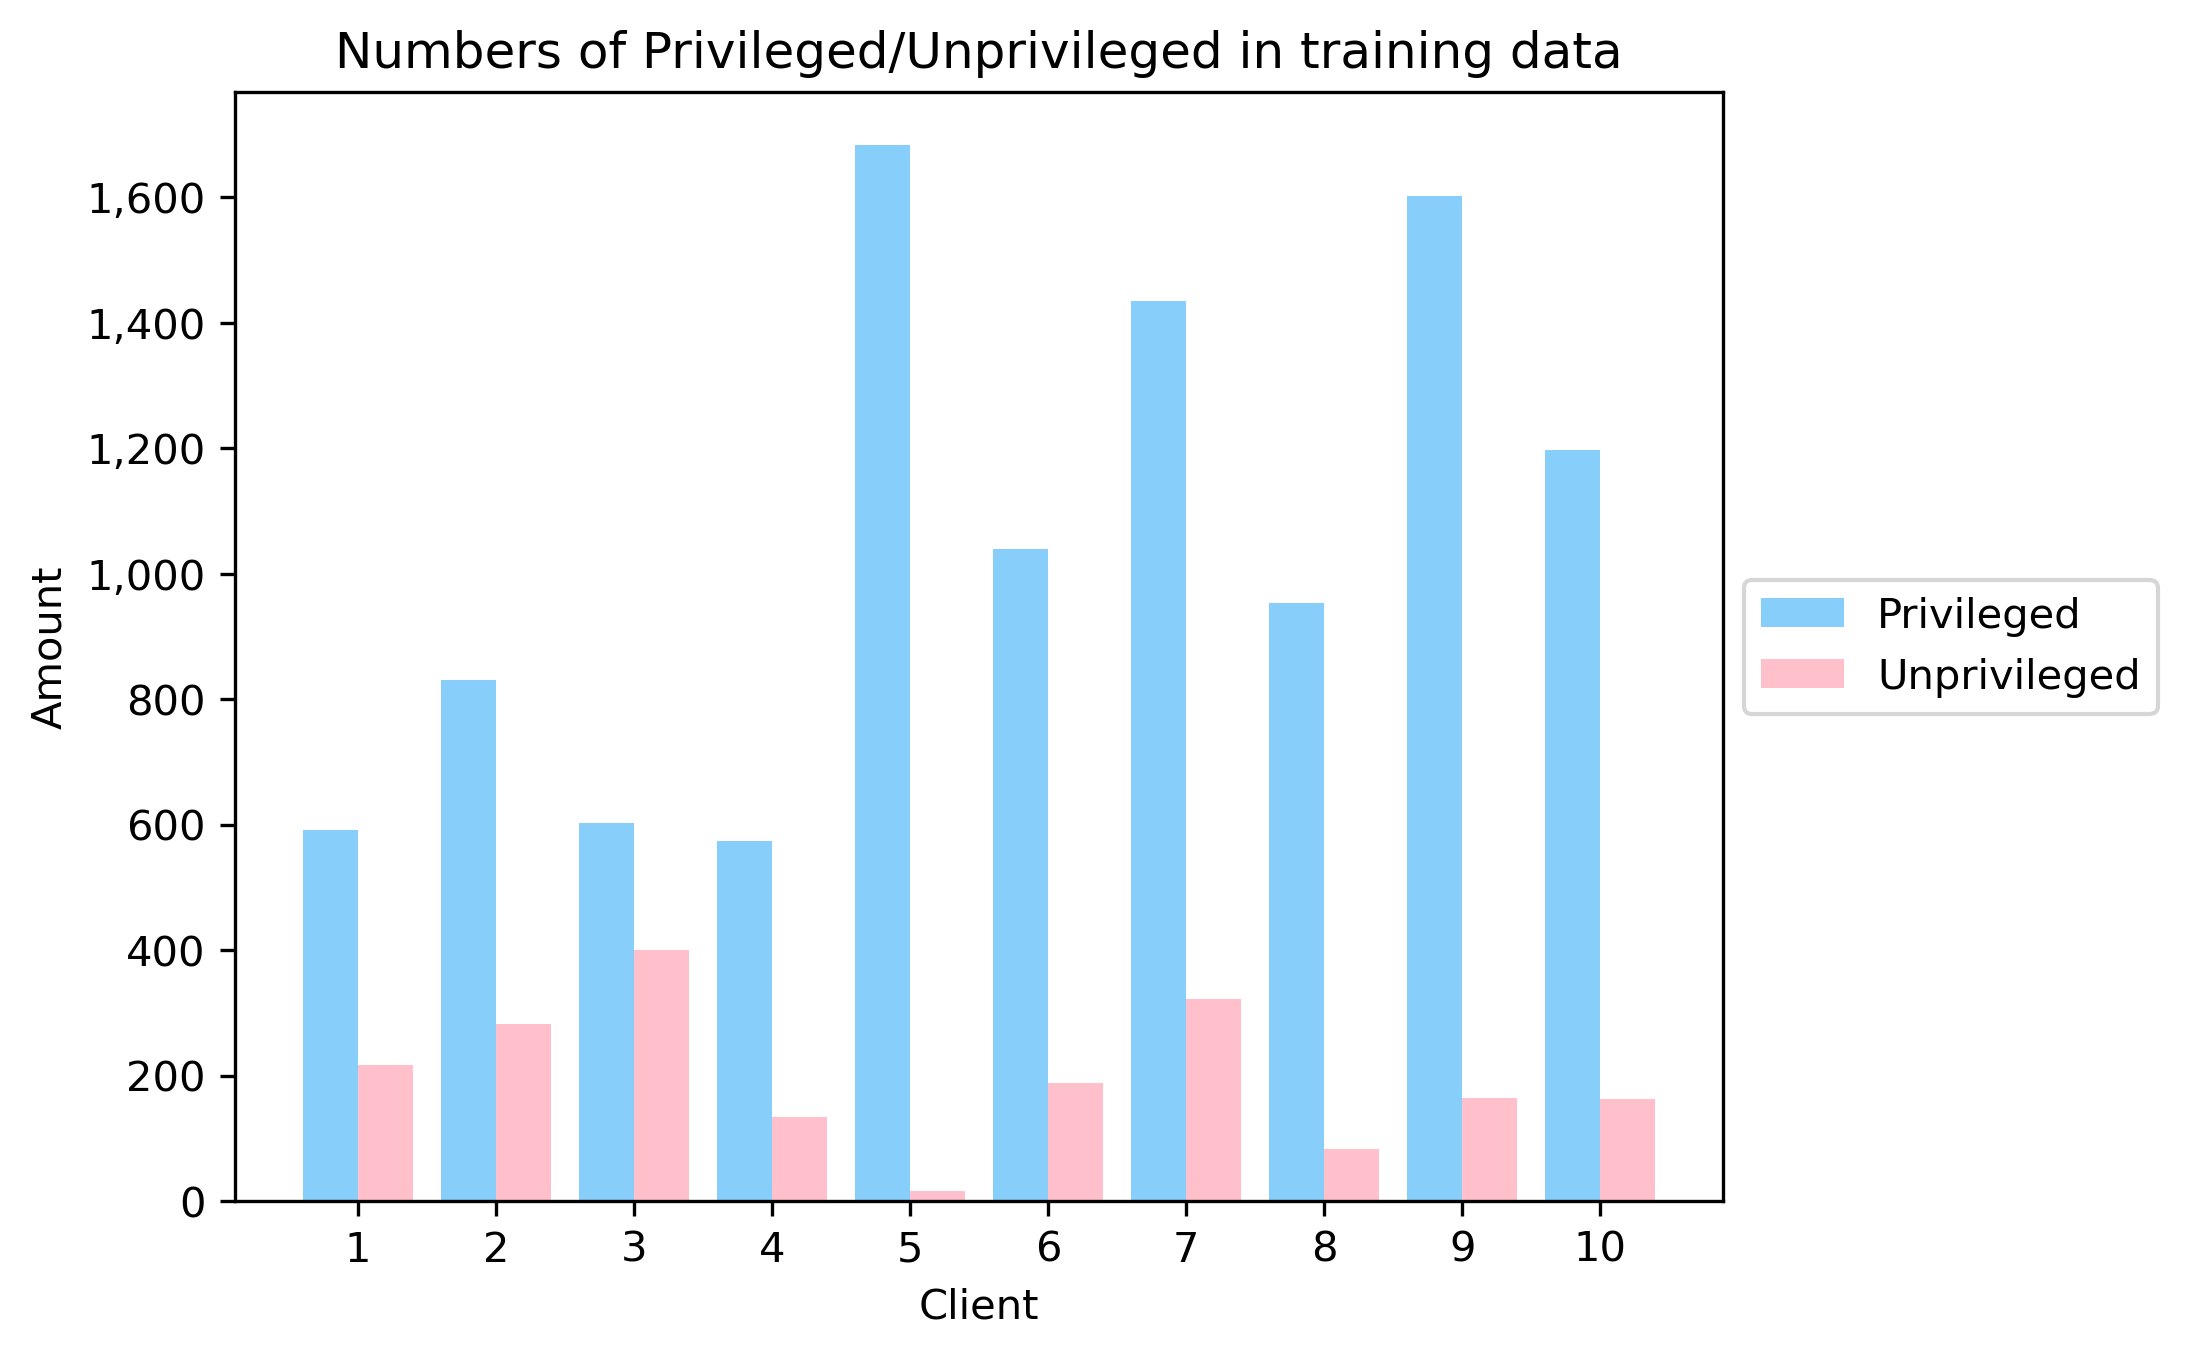 Numbers of Privileged/Unprivileged in training data
Amount
1,600
1,400
1,200
1,000
800
600
400
200
0
1 2 3 4 5 6 7 8 9 10
Client
Privileged
Unprivileged